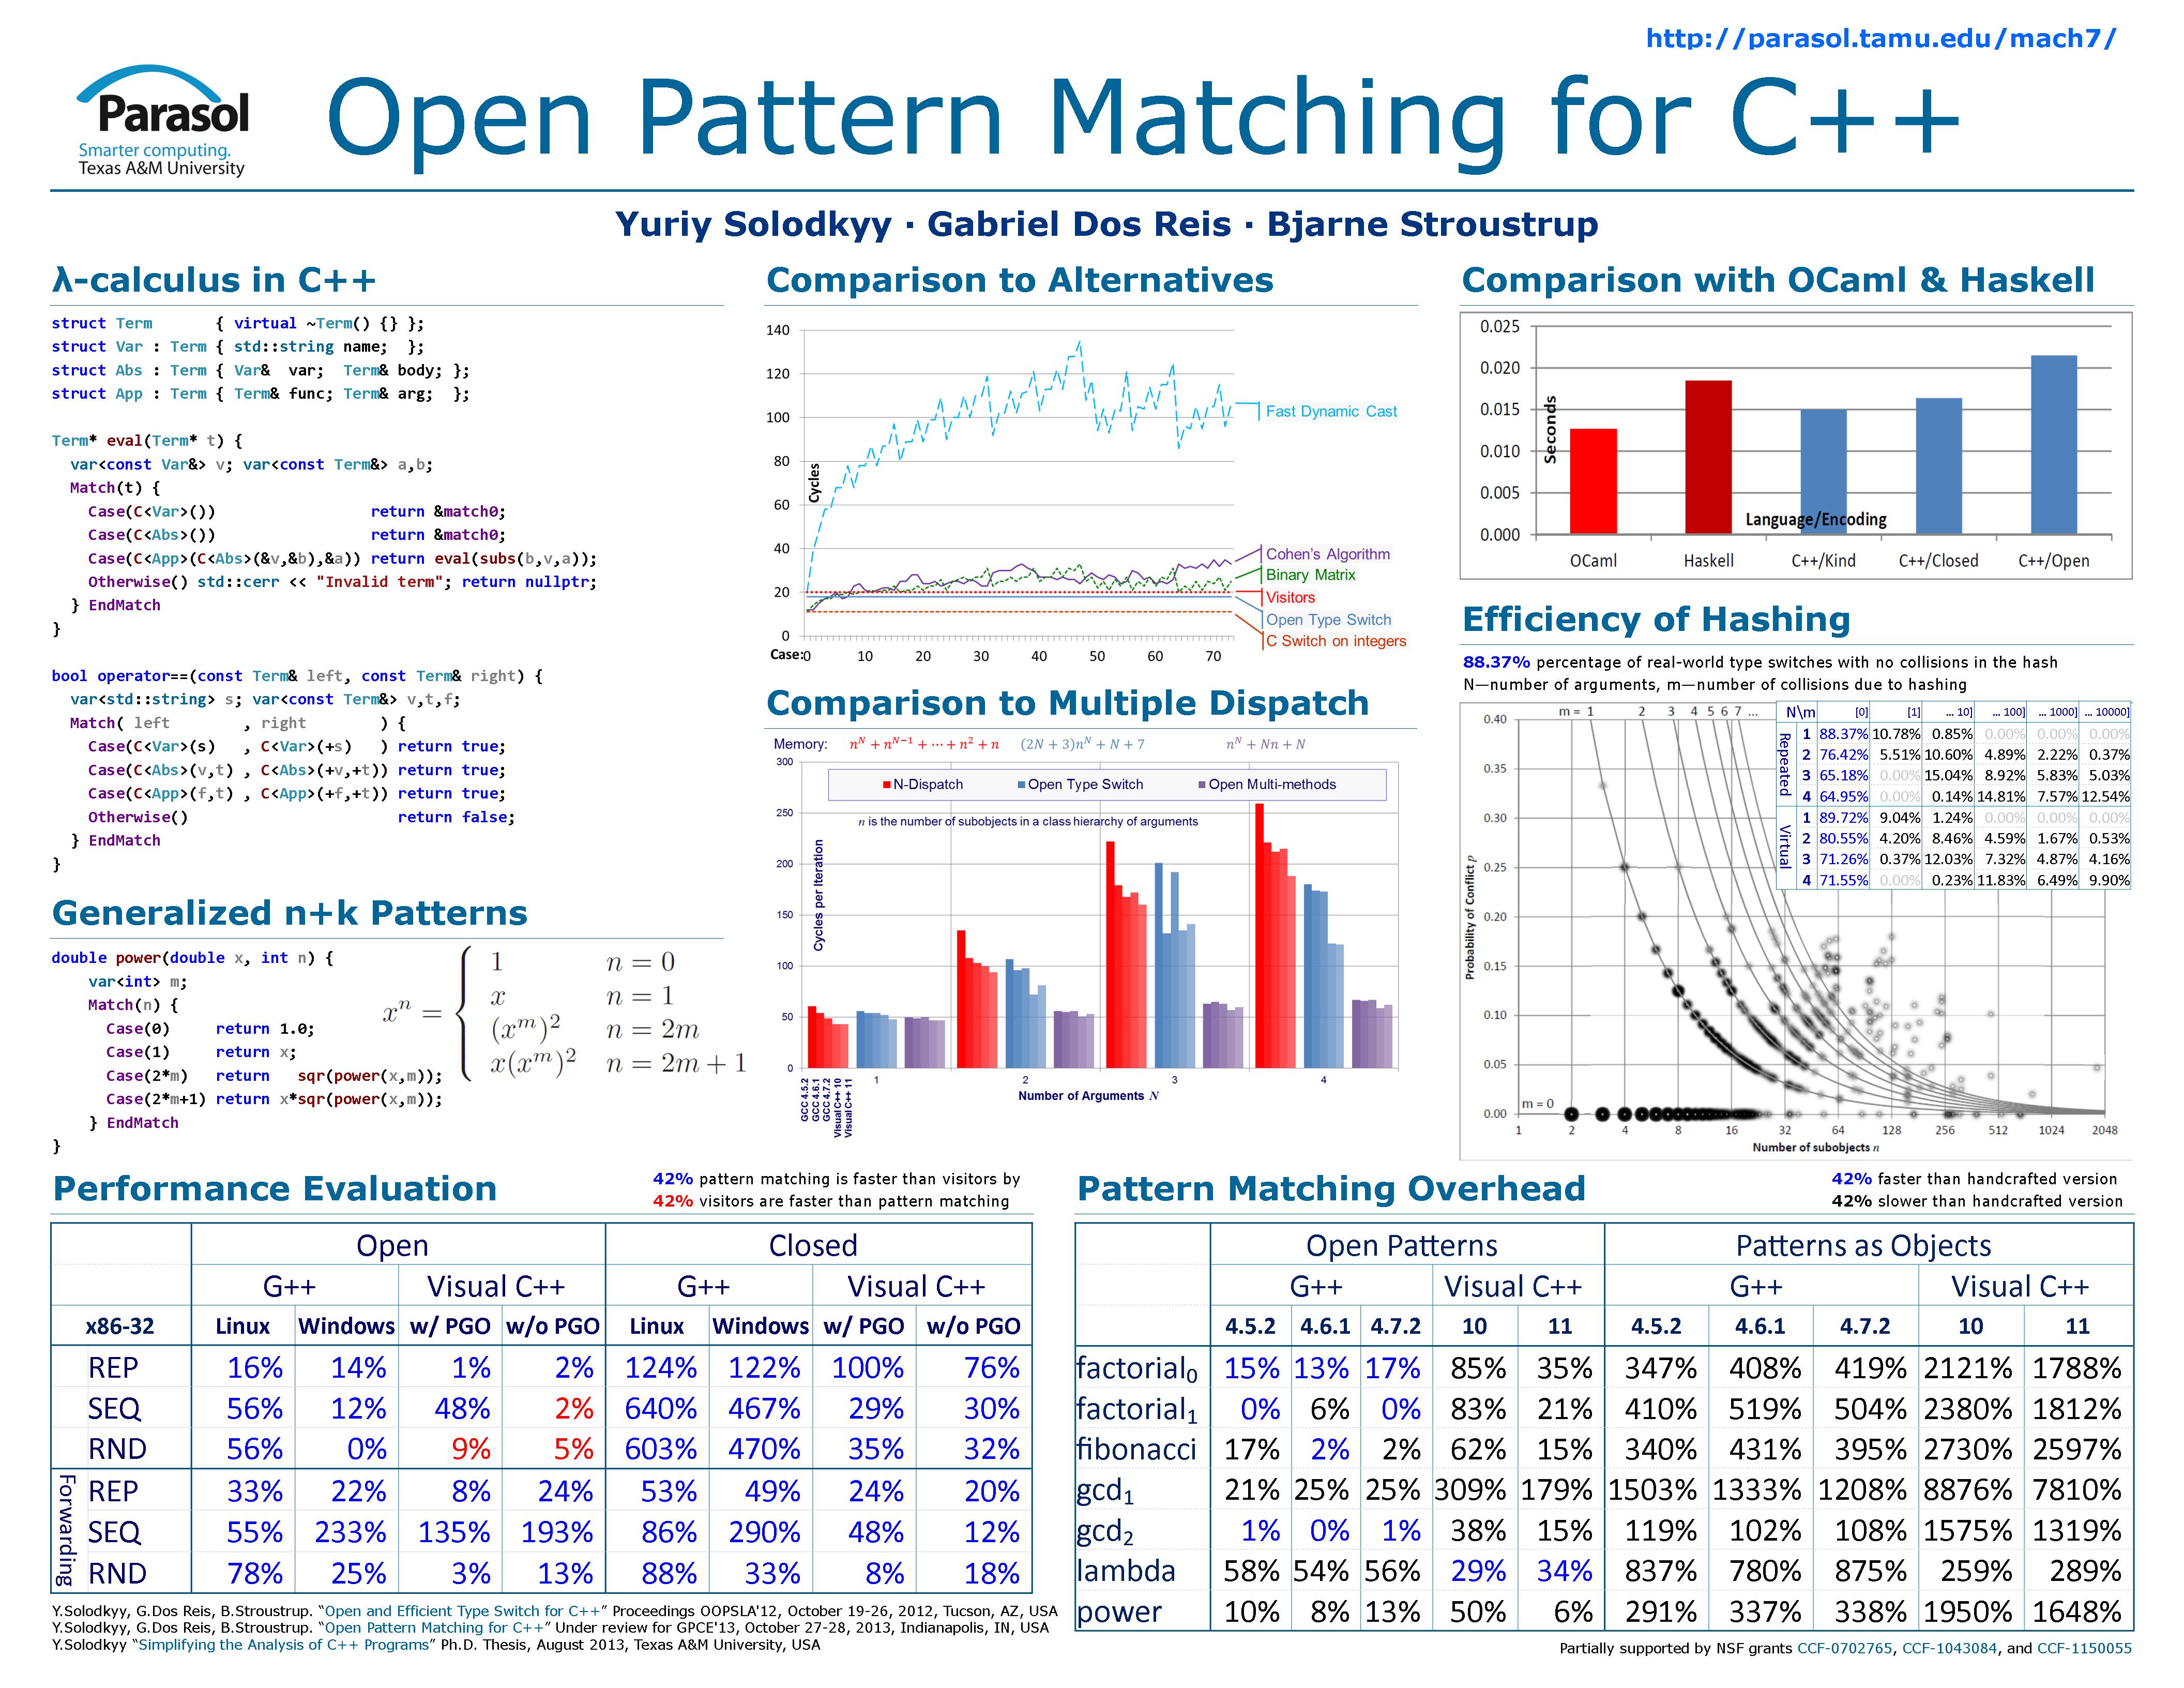 http://parasol.tamu.edu/mach7/
Parasol
Smarter computing.
Texas A&M University
Open Pattern Matching for C++
Yuriy Solodkyy · Gabriel Dos Reis · Bjarne Stroustrup
λ-calculus in C++
struct Term { virtual ~Term() {} };
struct Var : Term { std::string name; };
struct Abs : Term { Var& var; Term& body; };
struct App : Term { Term& func; Term& arg; };
Term* eval(Term* t) {
var<const Var&> v; var<const Term&> a,b;
Match(t) {
Case(C<Var>()) return &match0;
Case(C<Abs>()) return &match0;
Case(C<App>(C<Abs>(&v,&b),&a)) return eval(subs(b,v,a));
Otherwise() std::cerr << "Invalid term"; return nullptr;
} EndMatch
}
bool operator==(const Term& left, const Term& right) {
var<std::string> s; var<const Term&> v,t,f;
Match( left , right ) {
Case(C<Var>(s) , C<Var>(+s) ) return true;
Case(C<Abs>(v,t) , C<Abs>(+v,+t)) return true;
Case(C<App>(f,t) , C<App>(+f,+t)) return true;
Otherwise() return false;
} EndMatch
}
Generalized n+k Patterns
double power(double x, int n) {
var<int> m;
Match(n) {
Case(0) return 1.0;
Case(1) return x;
Case(2*m) return sqr(power(x,m));
Case(2*m+1) return x*sqr(power(x,m));
} EndMatch
}
xⁿ =
1 n = 0
x n = 1
(xᵐ)² n = 2m
x(xᵐ)² n = 2m + 1
Comparison to Alternatives
140
120
100
80
60
40
20
0
Cycles
Case:0 10 20 30 40 50 60 70
Fast Dynamic Cast
Cohen's Algorithm
Binary Matrix
Visitors
Open Type Switch
C Switch on integers
Comparison to Multiple Dispatch
Memory: nᴺ + nᴺ⁻¹ + ⋯ + n² + n (2N + 3)nᴺ + N + 7 nᴺ + Nn + N
N-Dispatch Open Type Switch Open Multi-methods
n is the number of subobjects in a class hierarchy of arguments
300
250
200
150
100
50
0
Cycles per Iteration
GCC 4.5.2
GCC 4.6.1
GCC 4.7.2
Visual C++ 10
Visual C++ 11
1 2 3 4
Number of Arguments N
Comparison with OCaml & Haskell
0.025
0.020
0.015
0.010
0.005
0.000
Seconds
Language/Encoding
OCaml Haskell C++/Kind C++/Closed C++/Open
Efficiency of Hashing
88.37% percentage of real-world type switches with no collisions in the hash
N—number of arguments, m—number of collisions due to hashing
m = 1 2 3 4 5 6 7 ...
N\m [0] [1] ... 10] ... 100] ... 1000] ... 10000]
Repeated
1 88.37% 10.78% 0.85% 0.00% 0.00% 0.00%
2 76.42% 5.51% 10.60% 4.89% 2.22% 0.37%
3 65.18% 0.00% 15.04% 8.92% 5.83% 5.03%
4 64.95% 0.00% 0.14% 14.81% 7.57% 12.54%
Virtual
1 89.72% 9.04% 1.24% 0.00% 0.00% 0.00%
2 80.55% 4.20% 8.46% 4.59% 1.67% 0.53%
3 71.26% 0.37% 12.03% 7.32% 4.87% 4.16%
4 71.55% 0.00% 0.23% 11.83% 6.49% 9.90%
0.40
0.35
0.30
0.25
0.20
0.15
0.10
0.05
0.00
Probability of Conflict p
m = 0
1 2 4 8 16 32 64 128 256 512 1024 2048
Number of subobjects n
Performance Evaluation
42% pattern matching is faster than visitors by
42% visitors are faster than pattern matching
Open Closed
G++ Visual C++ G++ Visual C++
x86-32 Linux Windows w/ PGO w/o PGO Linux Windows w/ PGO w/o PGO
REP 16% 14% 1% 2% 124% 122% 100% 76%
SEQ 56% 12% 48% 2% 640% 467% 29% 30%
RND 56% 0% 9% 5% 603% 470% 35% 32%
Forwarding
REP 33% 22% 8% 24% 53% 49% 24% 20%
SEQ 55% 233% 135% 193% 86% 290% 48% 12%
RND 78% 25% 3% 13% 88% 33% 8% 18%
Pattern Matching Overhead
42% faster than handcrafted version
42% slower than handcrafted version
Open Patterns Patterns as Objects
G++ Visual C++ G++ Visual C++
4.5.2 4.6.1 4.7.2 10 11 4.5.2 4.6.1 4.7.2 10 11
factorial₀ 15% 13% 17% 85% 35% 347% 408% 419% 2121% 1788%
factorial₁ 0% 6% 0% 83% 21% 410% 519% 504% 2380% 1812%
fibonacci 17% 2% 2% 62% 15% 340% 431% 395% 2730% 2597%
gcd₁ 21% 25% 25% 309% 179% 1503% 1333% 1208% 8876% 7810%
gcd₂ 1% 0% 1% 38% 15% 119% 102% 108% 1575% 1319%
lambda 58% 54% 56% 29% 34% 837% 780% 875% 259% 289%
power 10% 8% 13% 50% 6% 291% 337% 338% 1950% 1648%
Y.Solodkyy, G.Dos Reis, B.Stroustrup. "Open and Efficient Type Switch for C++" Proceedings OOPSLA'12, October 19-26, 2012, Tucson, AZ, USA
Y.Solodkyy, G.Dos Reis, B.Stroustrup. "Open Pattern Matching for C++" Under review for GPCE'13, October 27-28, 2013, Indianapolis, IN, USA
Y.Solodkyy "Simplifying the Analysis of C++ Programs" Ph.D. Thesis, August 2013, Texas A&M University, USA
Partially supported by NSF grants CCF-0702765, CCF-1043084, and CCF-1150055